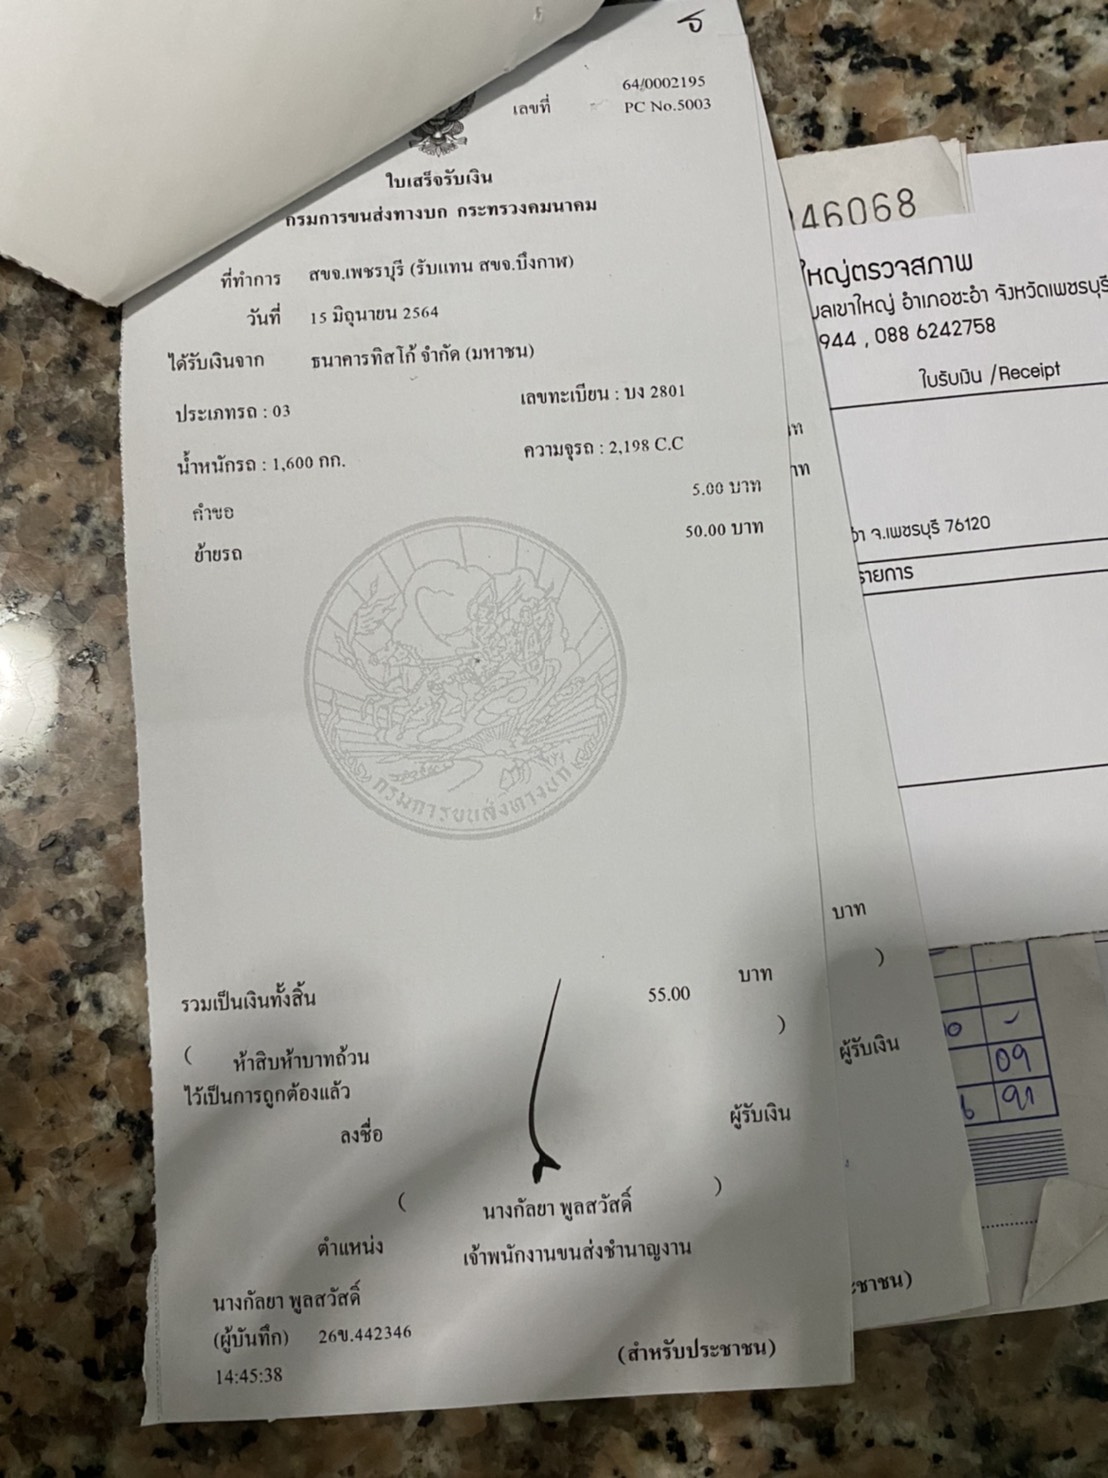 ธ
64/0002195
เลขที่ PC No.5003
ใบเสร็จรับเงิน
กรมการขนส่งทางบก กระทรวงคมนาคม
ที่ทำการ สขจ.เพชรบุรี (รับแทน สขจ.บึงกาฬ)
วันที่ 15 มิถุนายน 2564
ได้รับเงินจาก ธนาคารทิสโก้ จำกัด (มหาชน)
ประเภทรถ : 03 เลขทะเบียน : บง 2801
น้ำหนักรถ : 1,600 กก. ความจุรถ : 2,198 C.C
คำขอ 5.00 บาท
ย้ายรถ 50.00 บาท
กรมการขนส่งทางบก
รวมเป็นเงินทั้งสิ้น 55.00 บาท
( ห้าสิบห้าบาทถ้วน )
ไว้เป็นการถูกต้องแล้ว
ลงชื่อ ผู้รับเงิน
( นางกัลยา พูลสวัสดิ์ )
ตำแหน่ง เจ้าพนักงานขนส่งชำนาญงาน
นางกัลยา พูลสวัสดิ์
(ผู้บันทึก) 26ข.442346
14:45:38
(สำหรับประชาชน)
บาท
)
ผู้รับเงิน
ะชาชน)
46068
หญ่ตรวจสภาพ
บลเขาใหญ่ อำเภอชะอำ จังหวัดเพชรบุรี
944 , 088 6242758
ใบรับเงิน /Receipt
จ.เพชรบุรี 76120
รายการ
09